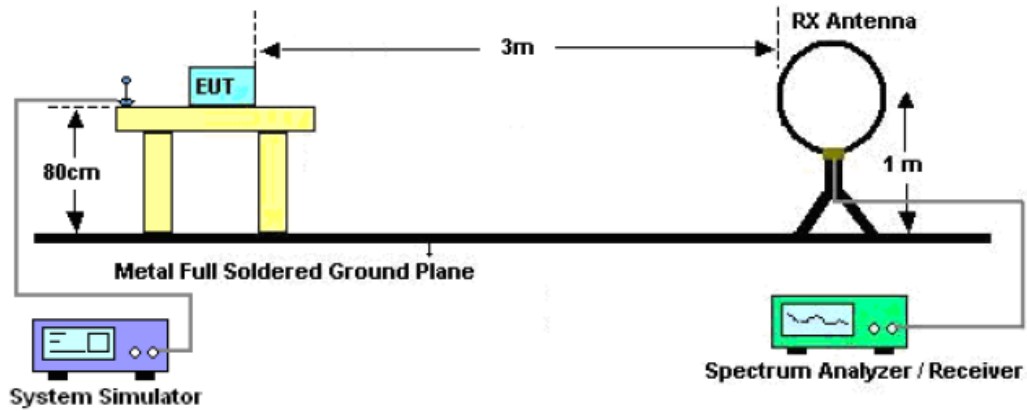 RX Antenna
3m
EUT
80cm
1 m
Metal Full Soldered Ground Plane
System Simulator
Spectrum Analyzer / Receiver